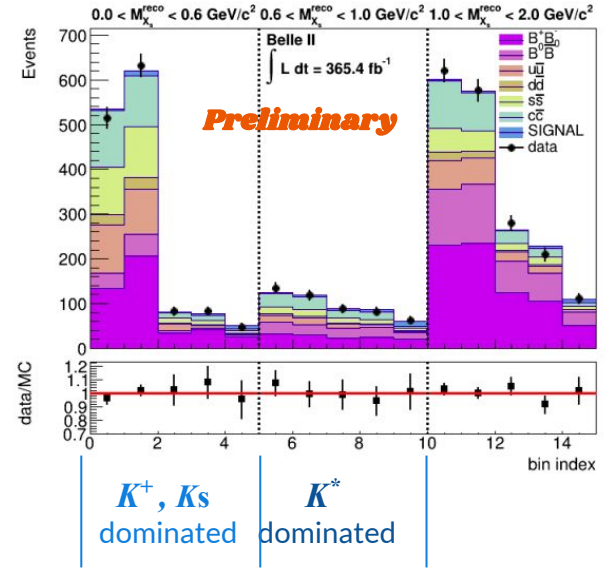 0.0 < M_{X_s}^{reco} < 0.6 GeV/c² 0.6 < M_{X_s}^{reco} < 1.0 GeV/c² 1.0 < M_{X_s}^{reco} < 2.0 GeV/c²
Events
700
600
500
400
300
200
100
0
Belle II
∫ L dt = 365.4 fb⁻¹
Preliminary
B⁺B⁻
B⁰B̄⁰
uū
dd̄
ss̄
cc̄
SIGNAL
data
data/MC
1.2
1.1
1
0.9
0.8
0.7
0 2 4 6 8 10 12 14
bin index
K⁺, Ks
dominated
K*
dominated